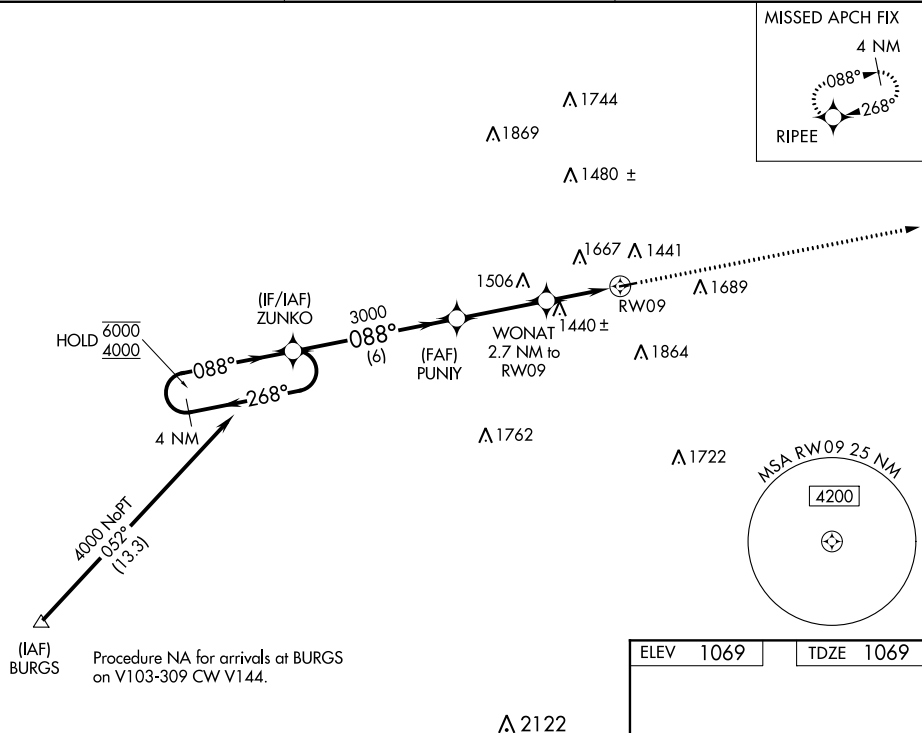 MISSED APCH FIX
4 NM
088°
268°
RIPEE
1744
1869
1480 ±
1667
1441
1506
1689
RW09
(IF/IAF)
ZUNKO
3000
088°
(6)
1440 ±
HOLD
6000
4000
088°
(FAF)
PUNIY
WONAT
2.7 NM to
RW09
1864
268°
4 NM
1762
1722
MSA RW09 25 NM
4200
4000 NoPT
052°
(13.3)
(IAF)
BURGS
Procedure NA for arrivals at BURGS
on V103-309 CW V144.
ELEV 1069
TDZE 1069
2122